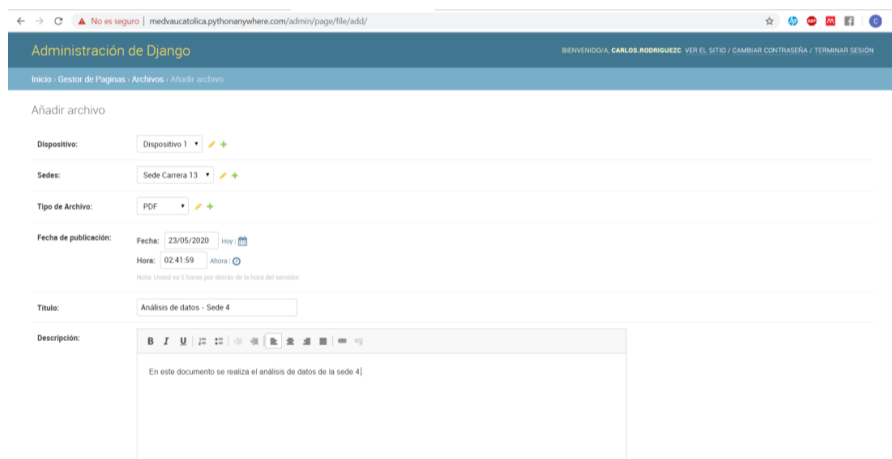 No es seguro | medvaucatolica.pythonanywhere.com/admin/page/file/add/
Administración de Django
BIENVENIDO/A, CARLOS.RODRIGUEZC VER EL SITIO / CAMBIAR CONTRASEÑA / TERMINAR SESIÓN
Inicio › Gestor de Paginas › Archivos › Añadir archivo
Añadir archivo
Dispositivo: Dispositivo 1
Sedes: Sede Carrera 13
Tipo de Archivo: PDF
Fecha de publicación: Fecha: 23/05/2020 Hoy |
Hora: 02:41:59 Ahora |
Nota: Usted va 5 horas por detrás de la hora del servidor.
Título: Análisis de datos - Sede 4
Descripción:
B I U
En este documento se realiza el análisis de datos de la sede 4